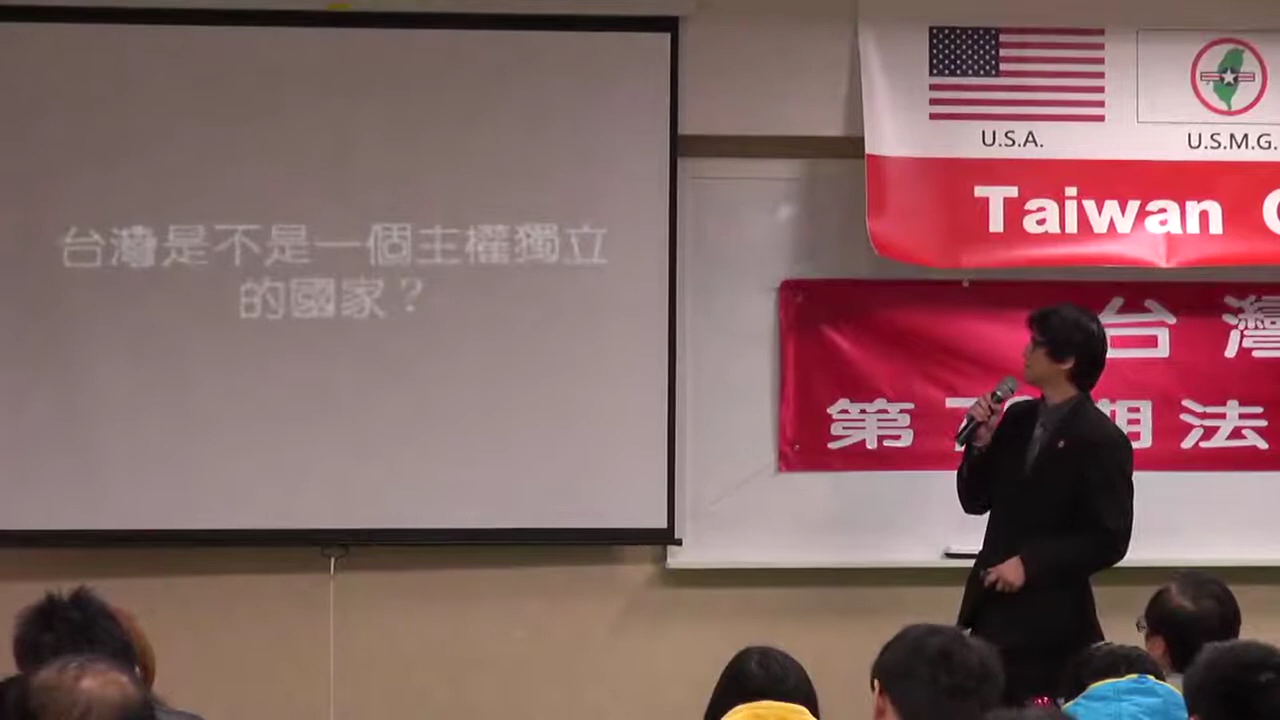 台灣是不是一個主權獨立
的國家？
U.S.A.
U.S.M.G.
Taiwan
台灣
第 期法